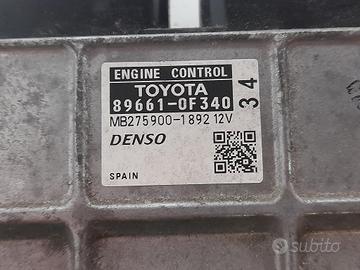 ENGINE CONTROL
TOYOTA
89661-0F340
34
MB275900-1892 12V
DENSO
SPAIN
subito